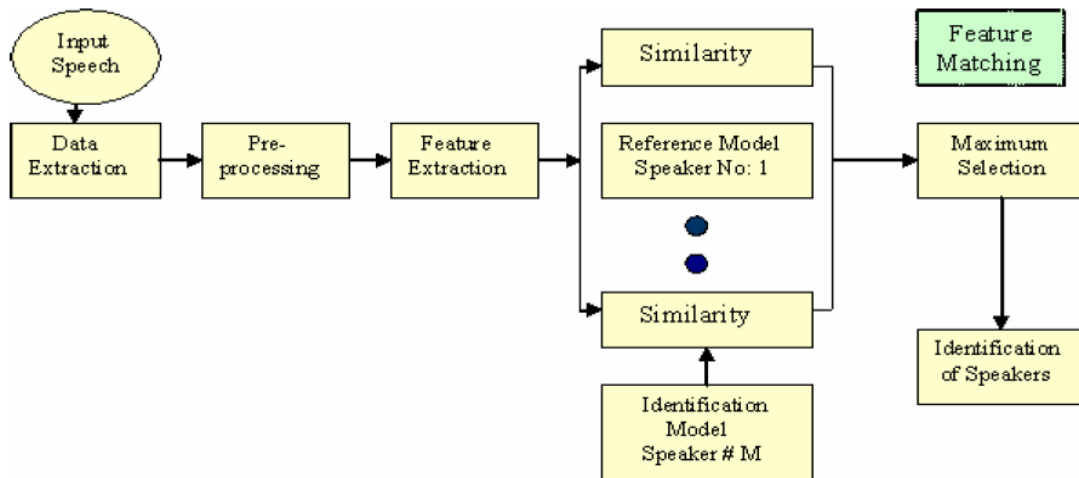 Input
Speech
Data
Extraction
Pre-
processing
Feature
Extraction
Similarity
Reference Model
Speaker No: 1
Similarity
Identification
Model
Speaker # M
Feature
Matching
Maximum
Selection
Identification
of Speakers